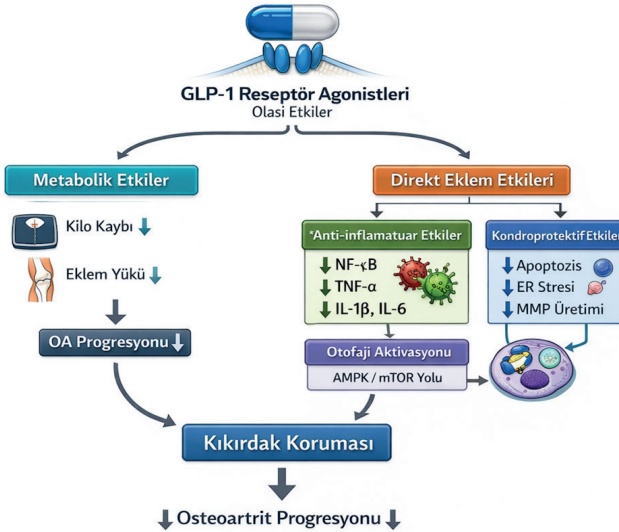 GLP-1 Reseptör Agonistleri
Olasi Etkiler
Metabolik Etkiler
Kilo Kaybı ↓
Eklem Yükü ↓
OA Progresyonu ↓
Direkt Eklem Etkileri
*Anti-inflamatuar Etkiler
↓ NF-ςB
↓ TNF-α
↓ IL-1β, IL-6
Kondroprotektif Etkiler
↓ Apoptozis
↓ ER Stresi
↓ MMP Üretimi
Otofaji Aktivasyonu
AMPK / mTOR Yolu
Kıkırdak Koruması
↓ Osteoartrit Progresyonu ↓